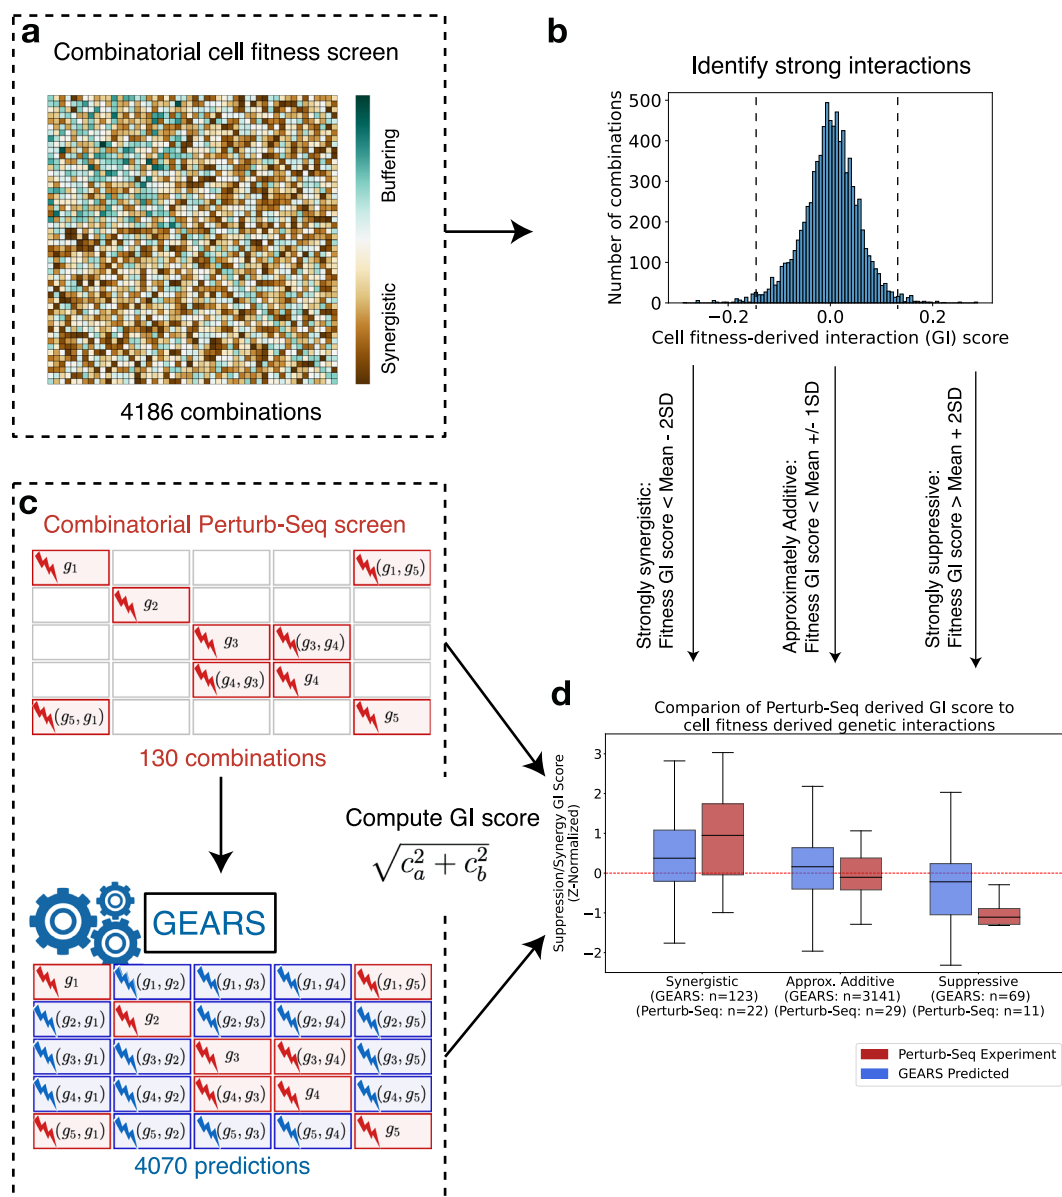 a
Combinatorial cell fitness screen
Buffering
Synergistic
4186 combinations
b
Identify strong interactions
Number of combinations
500
400
300
200
100
0
−0.2
0.0
0.2
Cell fitness-derived interaction (GI) score
Strongly synergistic:
Fitness GI score < Mean - 2SD
Approximately Additive:
Fitness GI score < Mean +/- 1SD
Strongly suppressive:
Fitness GI score > Mean + 2SD
c
Combinatorial Perturb-Seq screen
g1 (g1, g5)
g2
g3 (g3, g4)
(g4, g3) g4
(g5, g1) g5
130 combinations
Compute GI score
√(c_a^2 + c_b^2)
GEARS
g1 (g1, g2) (g1, g3) (g1, g4) (g1, g5)
(g2, g1) g2 (g2, g3) (g2, g4) (g2, g5)
(g3, g1) (g3, g2) g3 (g3, g4) (g3, g5)
(g4, g1) (g4, g2) (g4, g3) g4 (g4, g5)
(g5, g1) (g5, g2) (g5, g3) (g5, g4) g5
4070 predictions
d
Comparion of Perturb-Seq derived GI score to
cell fitness derived genetic interactions
Suppression/Synergy GI Score
(Z-Normalized)
3
2
1
0
−1
−2
Synergistic
(GEARS: n=123)
(Perturb-Seq: n=22)
Approx. Additive
(GEARS: n=3141)
(Perturb-Seq: n=29)
Suppressive
(GEARS: n=69)
(Perturb-Seq: n=11)
Perturb-Seq Experiment
GEARS Predicted